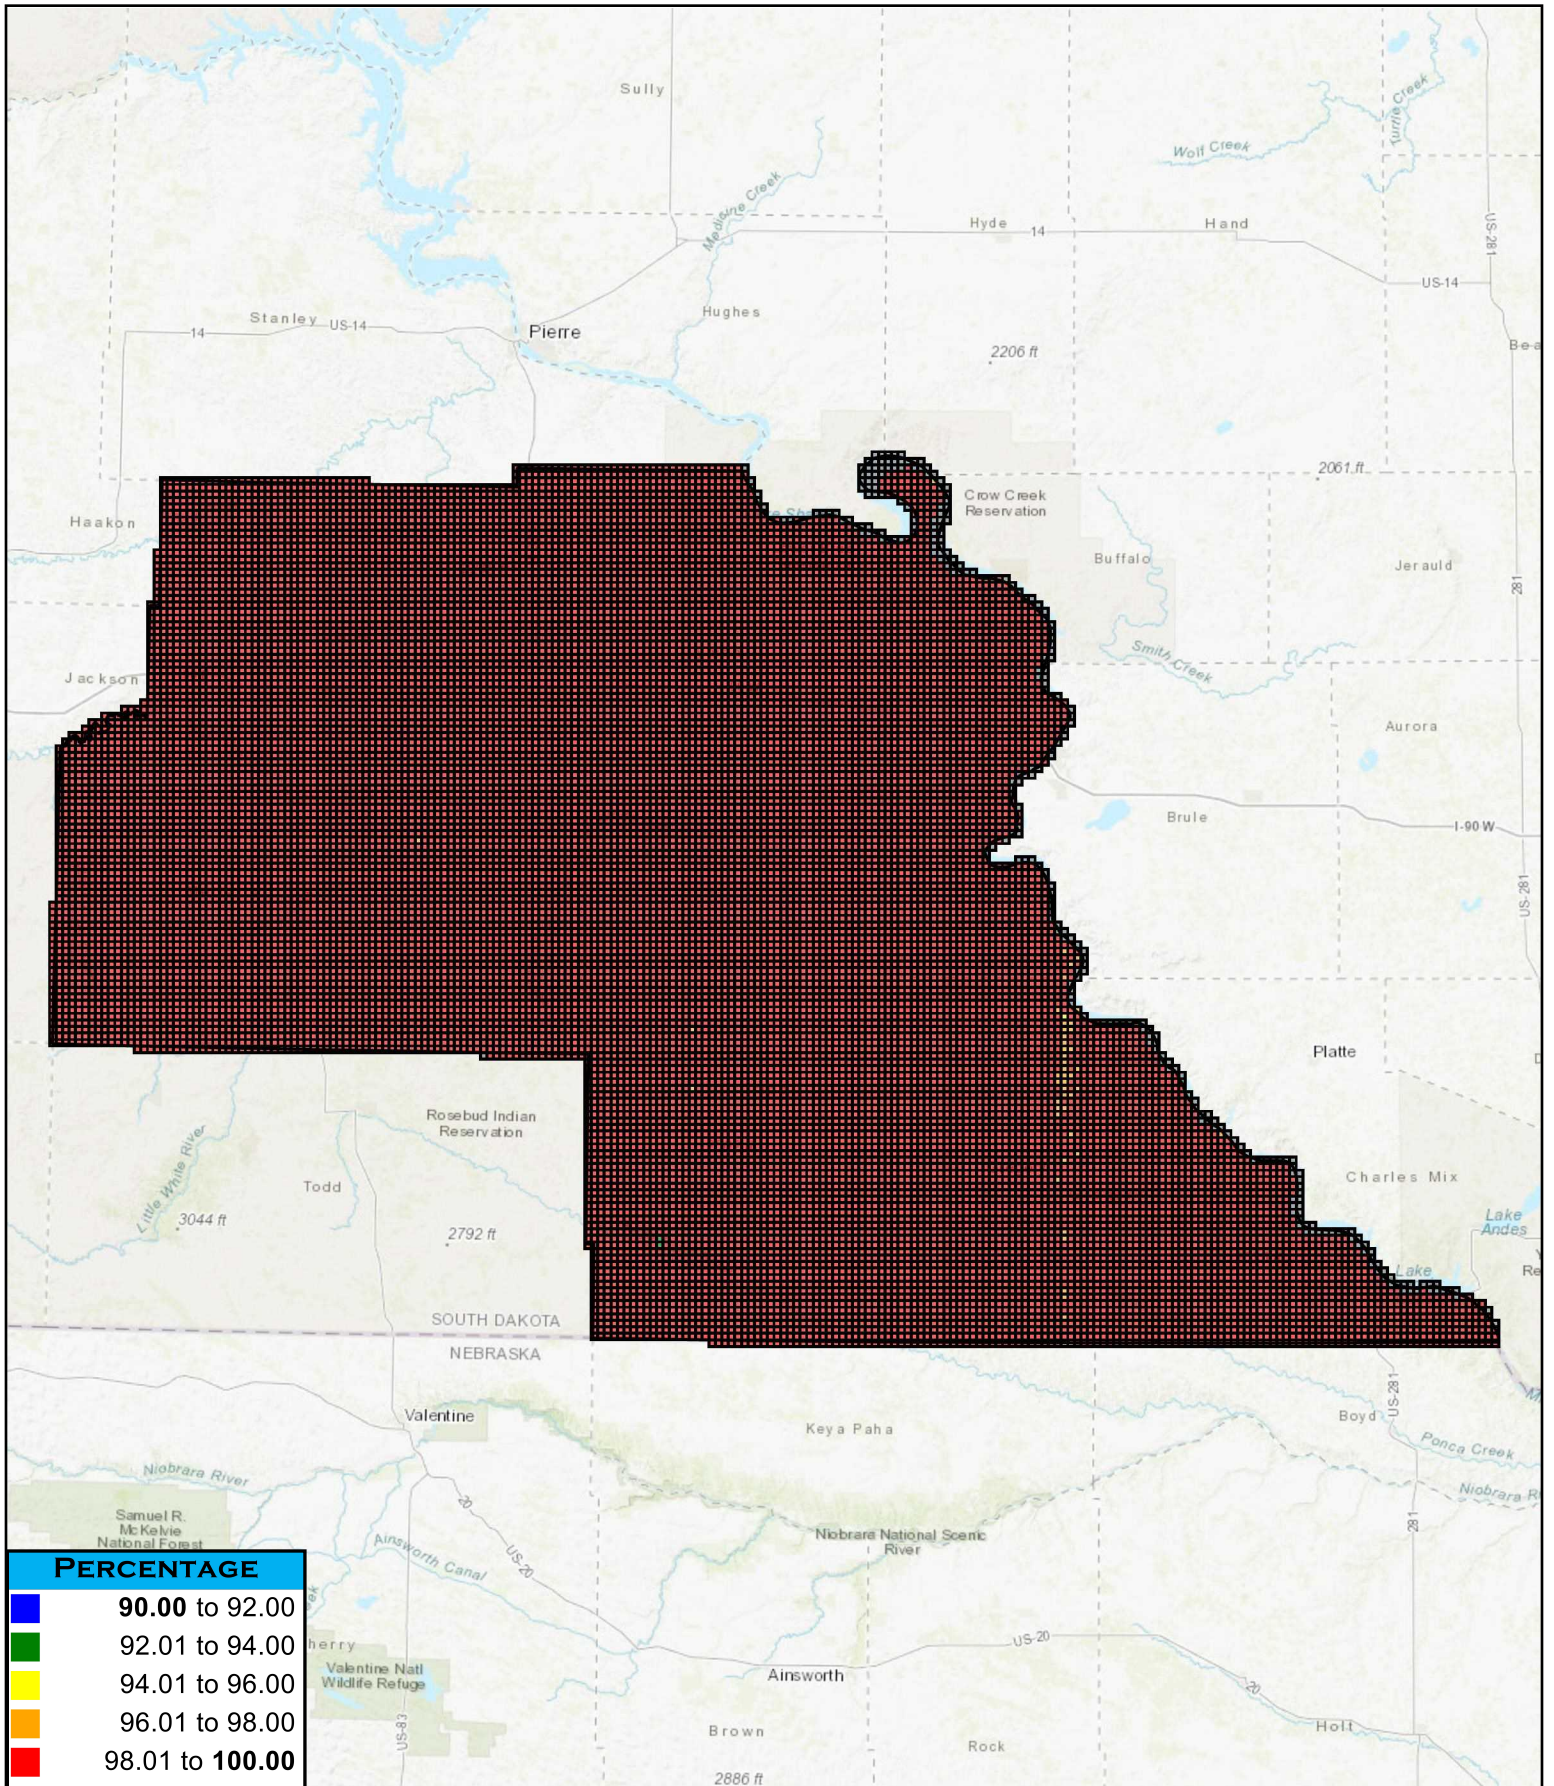 Sully
Turtle Creek
Wolf Creek
Medicine Creek
Hyde
14
Hand
US-281
US-14
Stanley
US-14
14
Hughes
Pierre
2206 ft
Bea
2061 ft
Crow Creek
Reservation
Haakon
Buffalo
Jerauld
281
Smith Creek
Jackson
Aurora
Brule
I-90 W
US-281
Platte
Rosebud Indian
Reservation
Little White River
Todd
3044 ft
2792 ft
Charles Mix
Lake
Andes
Lake
Re
SOUTH DAKOTA
NEBRASKA
US-281
Valentine
Keya Paha
Boyd
Ponca Creek
Niobrara River
Niobrara R
20
Samuel R.
McKelvie
National Forest
Ainsworth Canal
US-20
Niobrara National Scenic
River
281
PERCENTAGE
90.00 to 92.00
92.01 to 94.00
94.01 to 96.00
96.01 to 98.00
98.01 to 100.00
eek
herry
Valentine Natl
Wildlife Refuge
US-83
US-20
Ainsworth
20
Brown
Rock
Holt
2886 ft